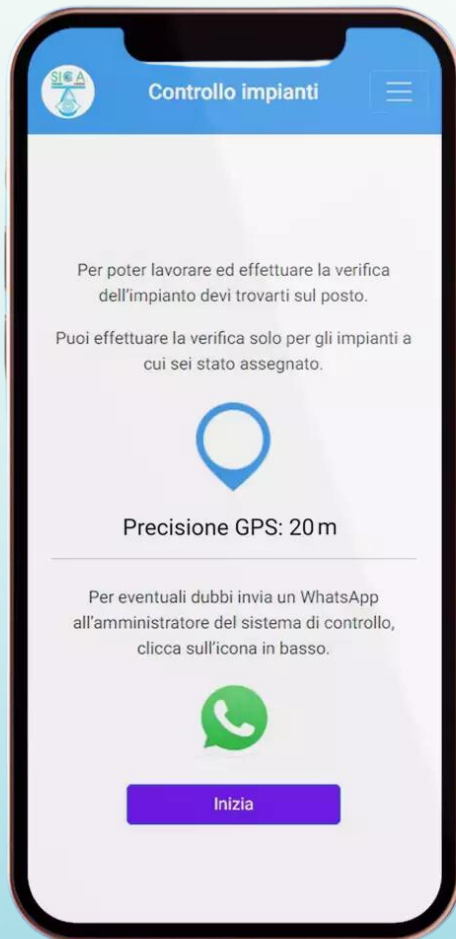 SICA
Controllo impianti
Per poter lavorare ed effettuare la verifica
dell'impianto devi trovarti sul posto.
Puoi effettuare la verifica solo per gli impianti a
cui sei stato assegnato.
Precisione GPS: 20 m
Per eventuali dubbi invia un WhatsApp
all'amministratore del sistema di controllo,
clicca sull'icona in basso.
Inizia